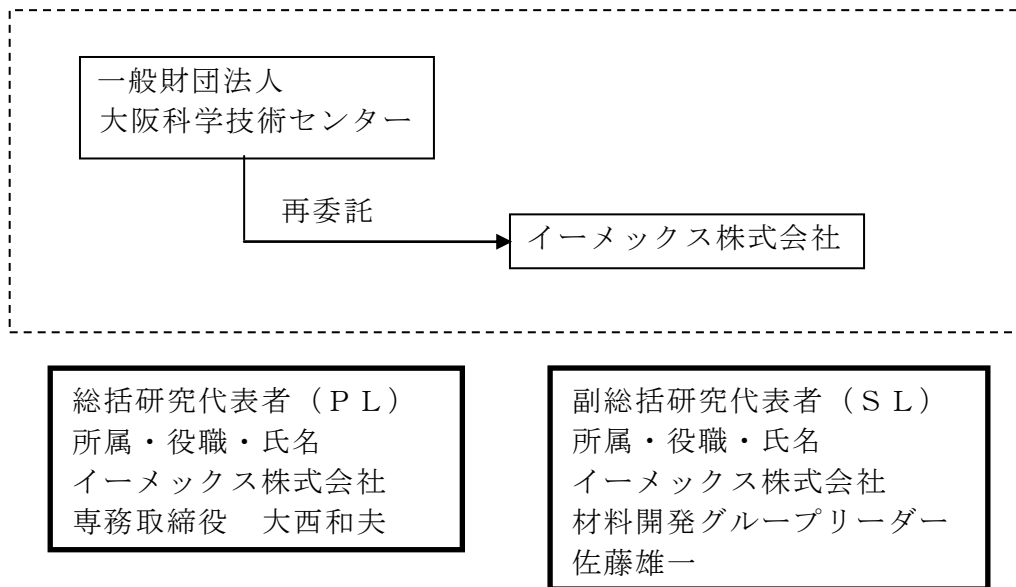 一般財団法人
大阪科学技術センター
再委託
イーメックス株式会社
総括研究代表者（ＰＬ）
所属・役職・氏名
イーメックス株式会社
専務取締役　大西和夫
副総括研究代表者（ＳＬ）
所属・役職・氏名
イーメックス株式会社
材料開発グループリーダー
佐藤雄一